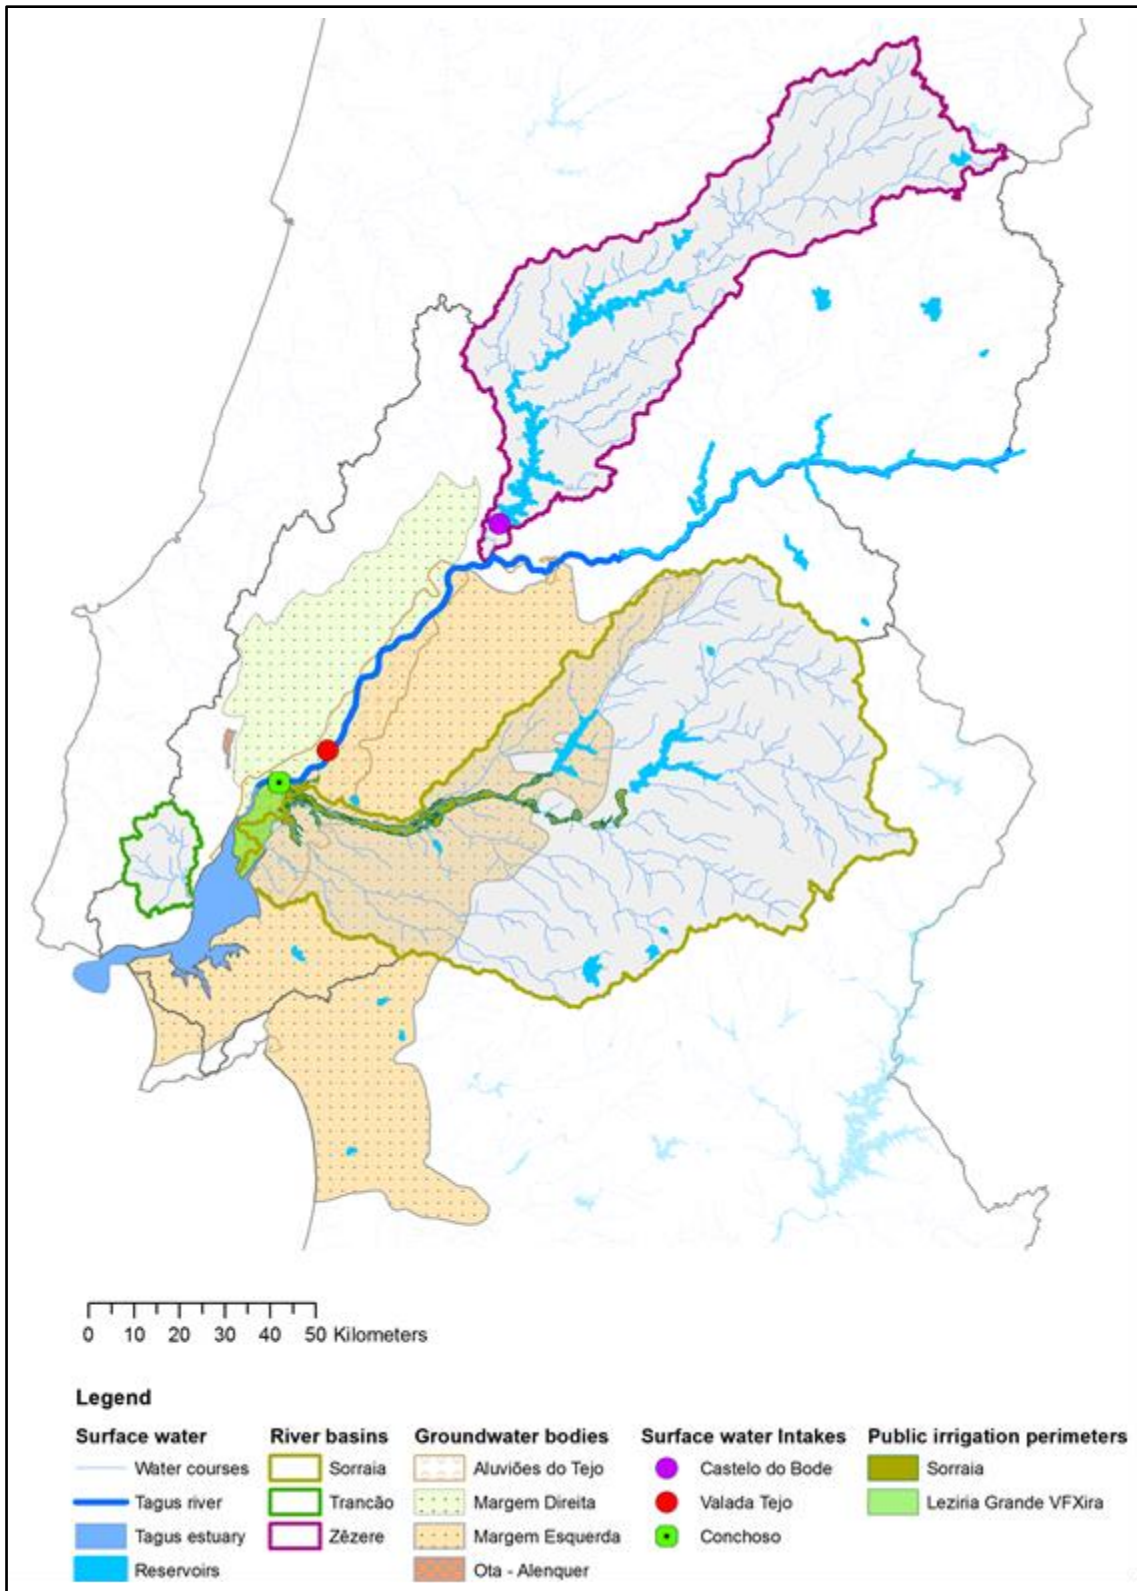 0 10 20 30 40 50 Kilometers
Legend
Surface water
Water courses
Tagus river
Tagus estuary
Reservoirs
River basins
Sorraia
Trancão
Zêzere
Groundwater bodies
Aluviões do Tejo
Margem Direita
Margem Esquerda
Ota - Alenquer
Surface water Intakes
Castelo do Bode
Valada Tejo
Conchoso
Public irrigation perimeters
Sorraia
Leziria Grande VFXira